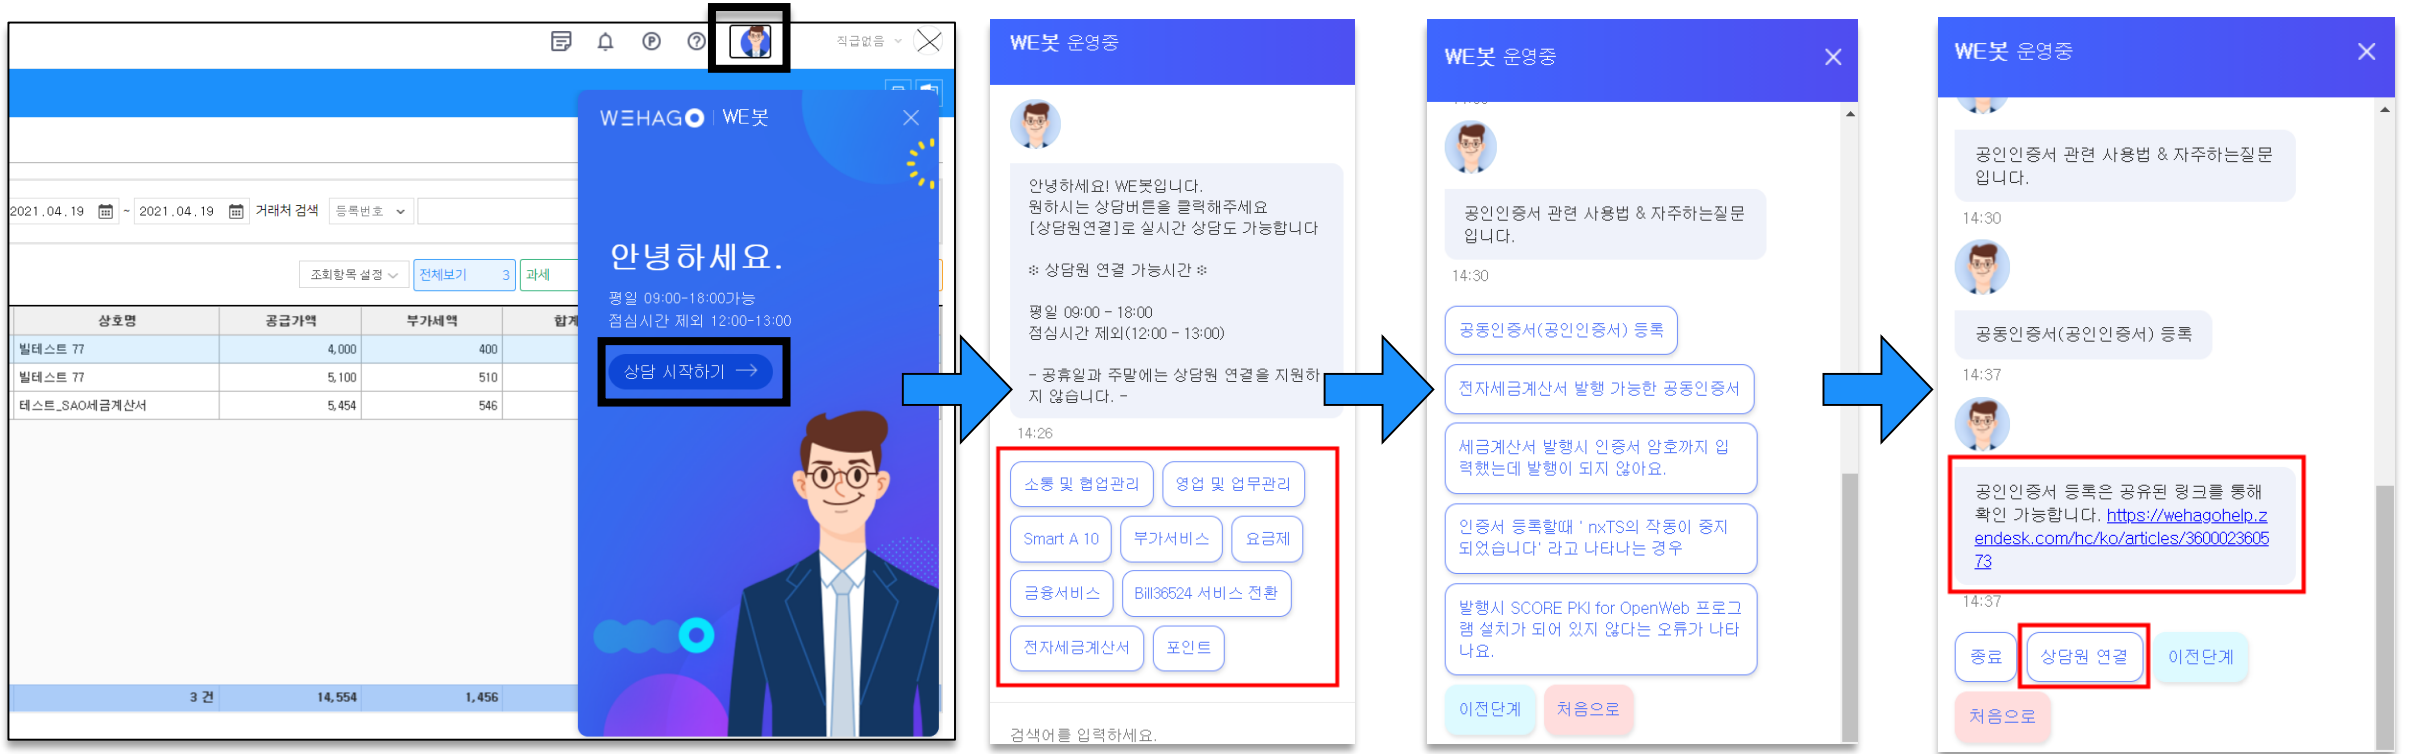 직급없음
2021.04.19 ~ 2021.04.19 거래처 검색 등록번호
조회항목 설정 전체보기 3 과세
상호명 공급가액 부가세액
빌테스트 77 4,000 400
빌테스트 77 5,100 510
테스트_SAO세금계산서 5,454 546
3 건 14,554 1,456
WEHAGO | WE봇
안녕하세요.
평일 09:00-18:00가능
점심시간 제외 12:00-13:00
상담 시작하기 →
WE봇 운영중
안녕하세요! WE봇입니다.
원하시는 상담버튼을 클릭해주세요
[상담원연결]로 실시간 상담도 가능합니다
※ 상담원 연결 가능시간 ※
평일 09:00 - 18:00
점심시간 제외(12:00 - 13:00)
- 공휴일과 주말에는 상담원 연결을 지원하
지 않습니다. -
14:26
소통 및 협업관리 영업 및 업무관리
Smart A 10 부가서비스 요금제
금융서비스 Bill36524 서비스 전환
전자세금계산서 포인트
검색어를 입력하세요.
WE봇 운영중
공인인증서 관련 사용법 & 자주하는질문
입니다.
14:30
공동인증서(공인인증서) 등록
전자세금계산서 발행 가능한 공동인증서
세금계산서 발행시 인증서 암호까지 입
력했는데 발행이 되지 않아요.
인증서 등록할때 ' nxTS의 작동이 중지
되었습니다' 라고 나타나는 경우
발행시 SCORE PKI for OpenWeb 프로그
램 설치가 되어 있지 않다는 오류가 나타
나요.
이전단계 처음으로
WE봇 운영중
공인인증서 관련 사용법 & 자주하는질문
입니다.
14:30
공동인증서(공인인증서) 등록
14:37
공인인증서 등록은 공유된 링크를 통해
확인 가능합니다. https://wehagohelp.z
endesk.com/hc/ko/articles/3600023605
73
14:37
종료 상담원 연결 이전단계
처음으로